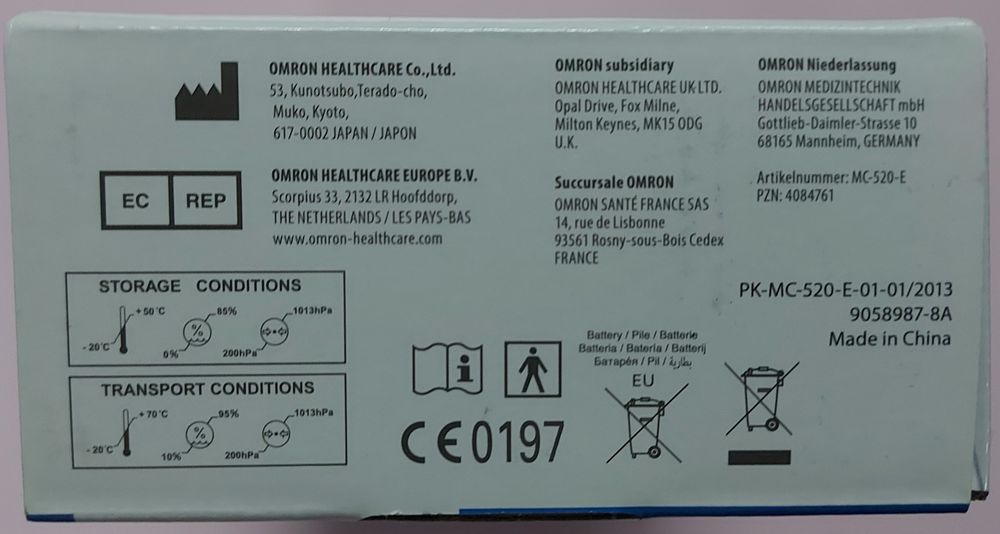 OMRON HEALTHCARE Co.,Ltd.
53, Kunotsubo,Terado-cho,
Muko, Kyoto,
617-0002 JAPAN / JAPON
EC REP
OMRON HEALTHCARE EUROPE B.V.
Scorpius 33, 2132 LR Hoofddorp,
THE NETHERLANDS / LES PAYS-BAS
www.omron-healthcare.com
OMRON subsidiary
OMRON HEALTHCARE UK LTD.
Opal Drive, Fox Milne,
Milton Keynes, MK15 0DG
U.K.
Succursale OMRON
OMRON SANTÉ FRANCE SAS
14, rue de Lisbonne
93561 Rosny-sous-Bois Cedex
FRANCE
OMRON Niederlassung
OMRON MEDIZINTECHNIK
HANDELSGESELLSCHAFT mbH
Gottlieb-Daimler-Strasse 10
68165 Mannheim, GERMANY
Artikelnummer: MC-520-E
PZN: 4084761
STORAGE CONDITIONS
+50°C 85% 1013hPa
%
-20°C 0% 200hPa
TRANSPORT CONDITIONS
+70°C 95% 1013hPa
%
-20°C 10% 200hPa
i
CE0197
Battery / Pile / Batterie
Batteria / Batería / Batterij
Батарея / Pil / بطارية
EU
PK-MC-520-E-01-01/2013
9058987-8A
Made in China